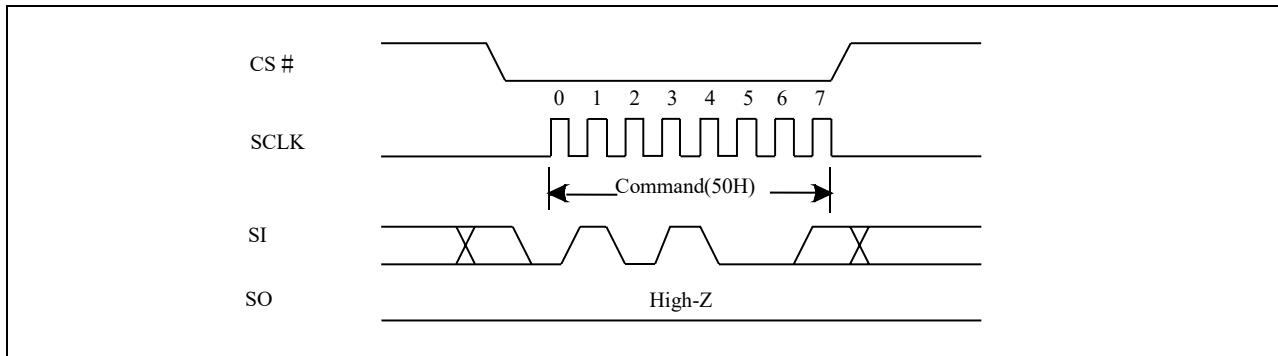 CS #
0 1 2 3 4 5 6 7
SCLK
Command(50H)
SI
SO
High-Z